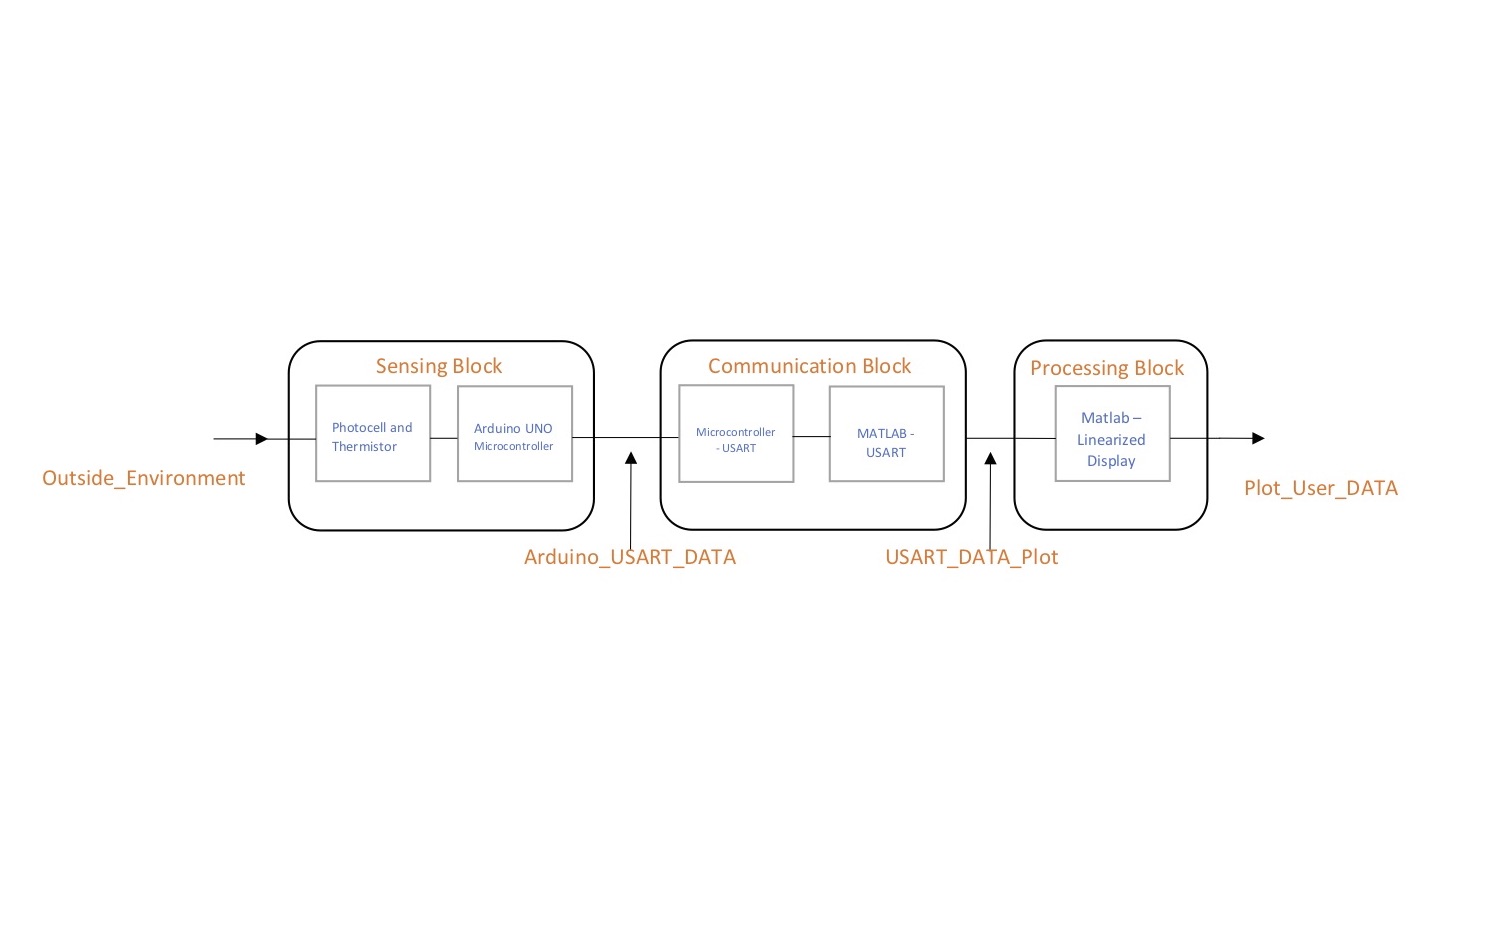 Sensing Block
Communication Block
Processing Block
Photocell and
Thermistor
Arduino UNO
Microcontroller
Microcontroller
- USART
MATLAB -
USART
Matlab –
Linearized
Display
Outside_Environment
Plot_User_DATA
Arduino_USART_DATA
USART_DATA_Plot